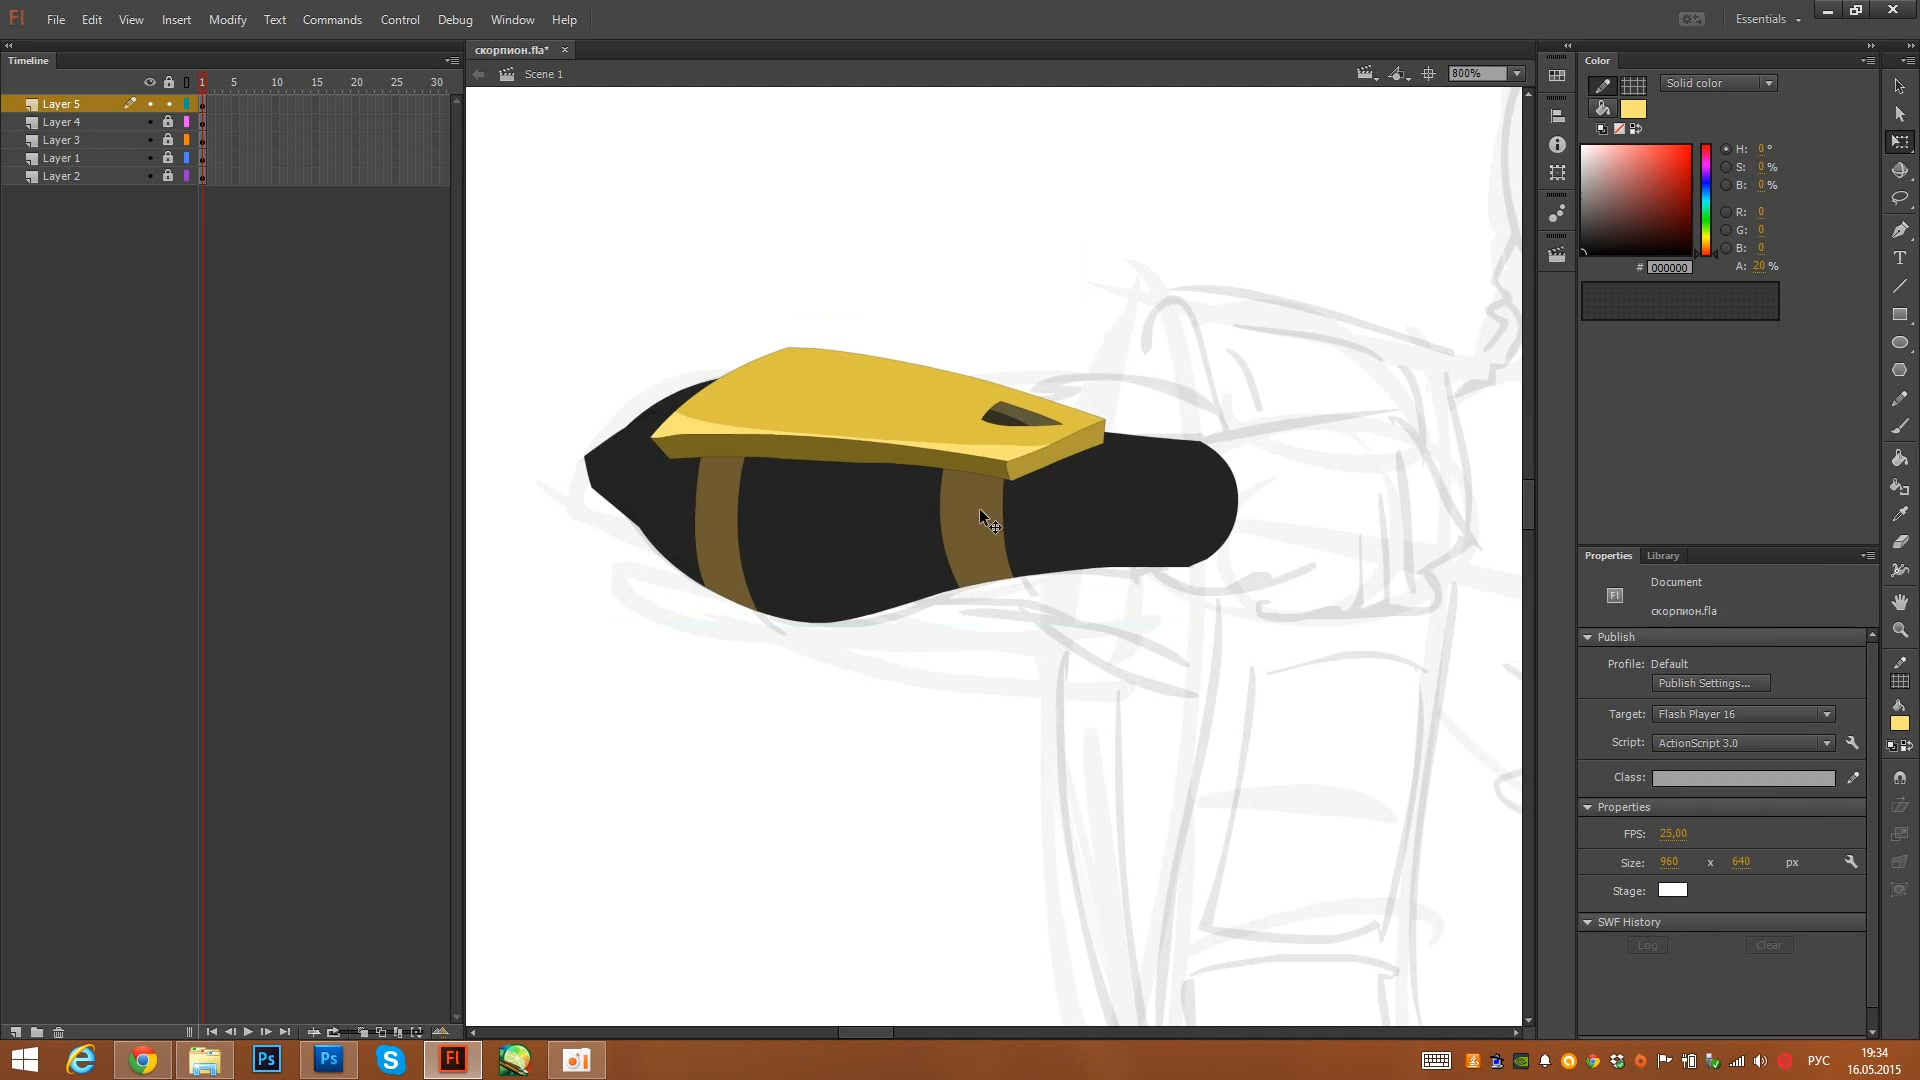 Fl File Edit View Insert Modify Text Commands Control Debug Window Help Essentials
Timeline
скорпион.fla*
Scene 1
800%
1 5 10 15 20 25 30
Layer 5
Layer 4
Layer 3
Layer 1
Layer 2
Color
Solid color
H: 0 °
S: 0 %
B: 0 %
R: 0
G: 0
B: 0
# 000000 A: 20 %
T
Properties Library
Document
Fl
скорпион.fla
Publish
Profile: Default
Publish Settings...
Target: Flash Player 16
Script: ActionScript 3.0
Class:
Properties
FPS: 25,00
Size: 960 x 640 px
Stage:
SWF History
Log Clear
Ps Ps S Fl
РУС
19:34
16.05.2015